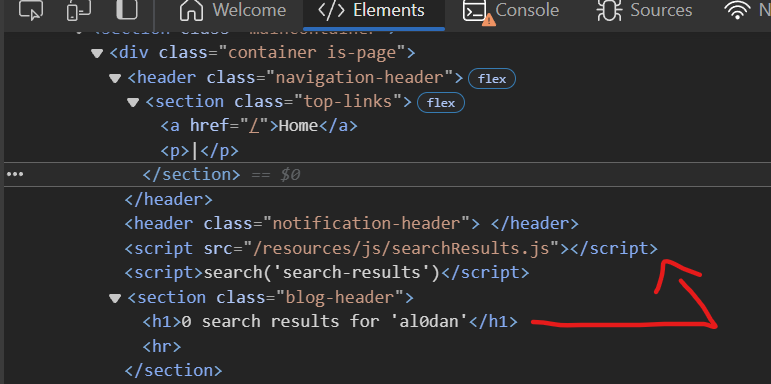 Welcome </> Elements Console Sources
<div class="container is-page">
<header class="navigation-header"> flex
<section class="top-links"> flex
<a href="/">Home</a>
<p>|</p>
... </section> == $0
</header>
<header class="notification-header"> </header>
<script src="/resources/js/searchResults.js"></script>
<script>search('search-results')</script>
<section class="blog-header">
<h1>0 search results for 'al0dan'</h1>
<hr>
</section>